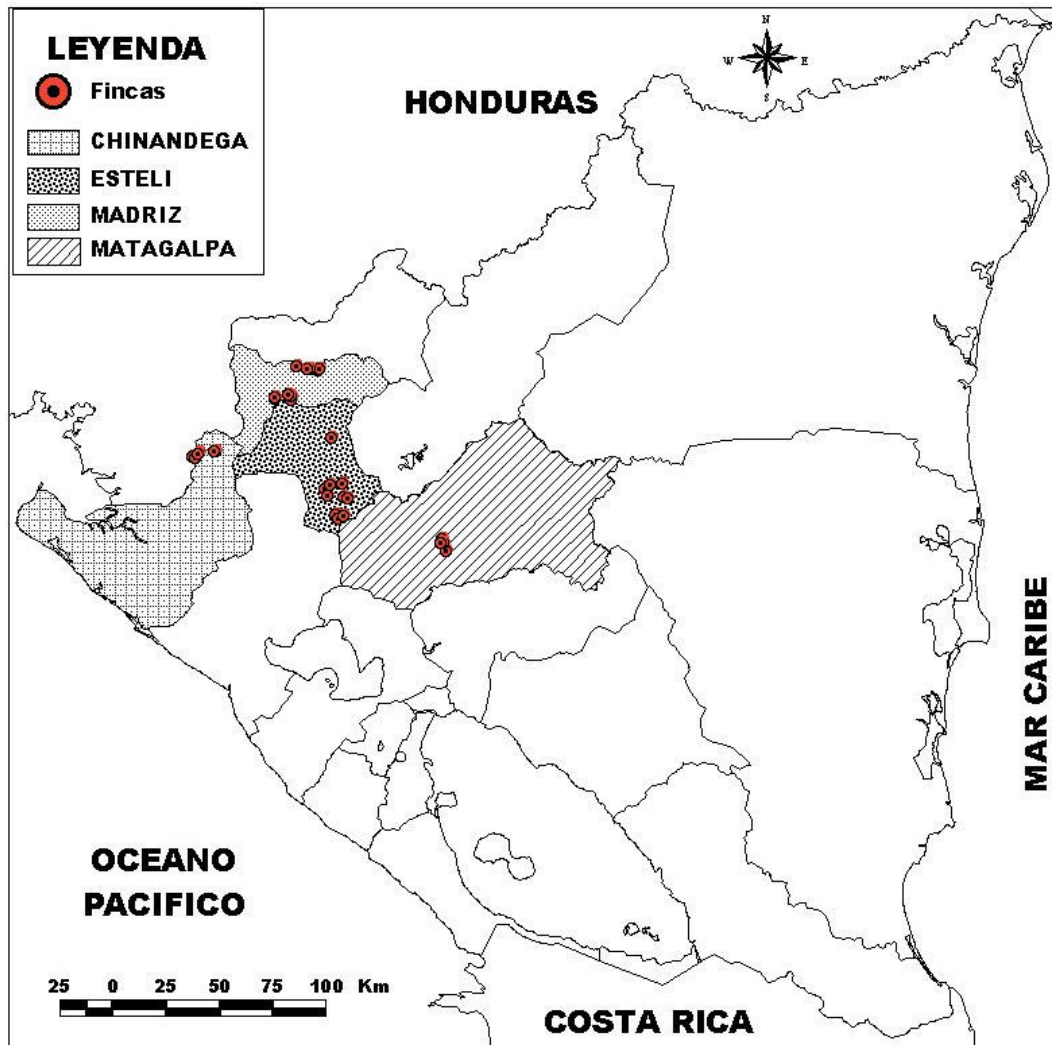 LEYENDA
Fincas
CHINANDEGA
ESTELI
MADRIZ
MATAGALPA
N
W
E
S
HONDURAS
MAR CARIBE
OCEANO
PACIFICO
25 0 25 50 75 100 Km
COSTA RICA